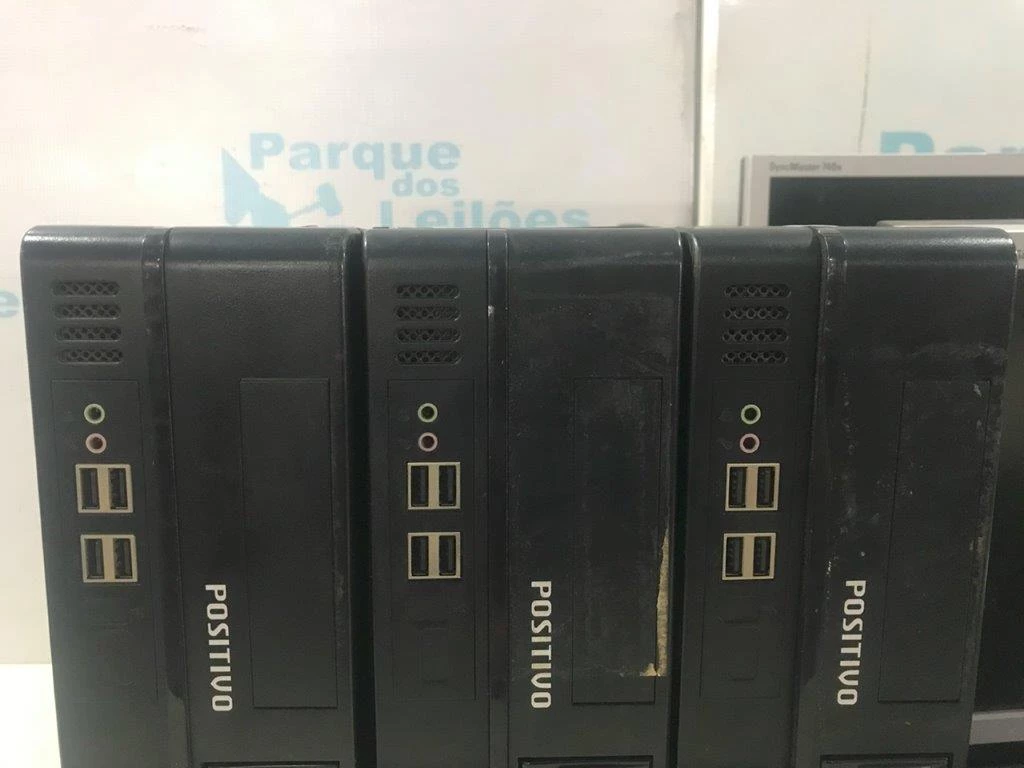 Parque
dos
Leilões
SyncMaster 740n
POSITIVO
POSITIVO
POSITIVO